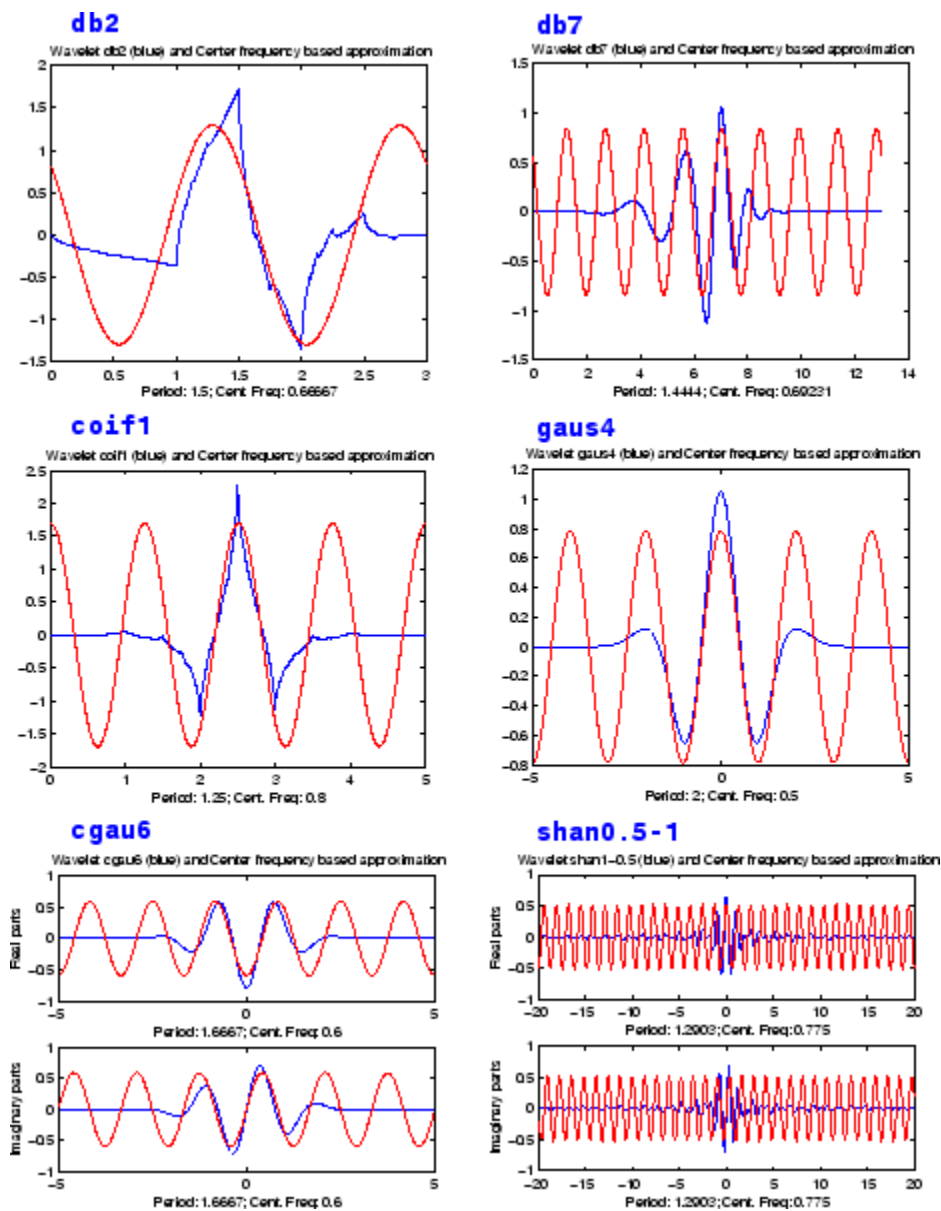 db2
Wavelet db2 (blue) and Center frequency based approximation
2
1.5
1
0.5
0
−0.5
−1
−1.5
0 0.5 1 1.5 2 2.5 3
Period: 1.5; Cent. Freq: 0.66667
db7
Wavelet db7 (blue) and Center frequency based approximation
1.5
1
0.5
0
−0.5
−1
−1.5
0 2 4 6 8 10 12 14
Period: 1.4444; Cent. Freq: 0.69231
coif1
Wavelet coif1 (blue) and Center frequency based approximation
2.5
2
1.5
1
0.5
0
−0.5
−1
−1.5
−2
0 1 2 3 4 5
Period: 1.25; Cent. Freq: 0.8
gaus4
Wavelet gaus4 (blue) and Center frequency based approximation
1.2
1
0.8
0.6
0.4
0.2
0
−0.2
−0.4
−0.6
−0.8
−5 0 5
Period: 2; Cent. Freq: 0.5
cgau6
Wavelet cgau6 (blue) and Center frequency based approximation
Real parts
1
0.5
0
−0.5
−1
−5 0 5
Period: 1.6667; Cent. Freq: 0.6
Imaginary parts
1
0.5
0
−0.5
−1
−5 0 5
Period: 1.6667; Cent. Freq: 0.6
shan0.5-1
Wavelet shan1−0.5 (blue) and Center frequency based approximation
Real parts
1
0.5
0
−0.5
−1
−20 −15 −10 −5 0 5 10 15 20
Period: 1.2903; Cent. Freq: 0.775
Imaginary parts
1
0.5
0
−0.5
−1
−20 −15 −10 −5 0 5 10 15 20
Period: 1.2903; Cent. Freq: 0.775